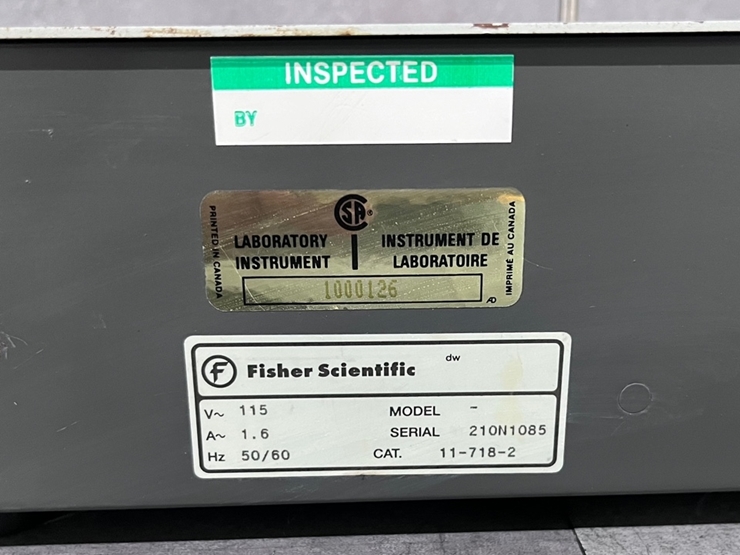 INSPECTED
BY
PRINTED IN CANADA
CSA®
LABORATORY INSTRUMENT
INSTRUMENT DE LABORATOIRE
1000126
IMPRIMÉ AU CANADA
F Fisher Scientific dw
V~ 115 MODEL -
A~ 1.6 SERIAL 210N1085
Hz 50/60 CAT. 11-718-2